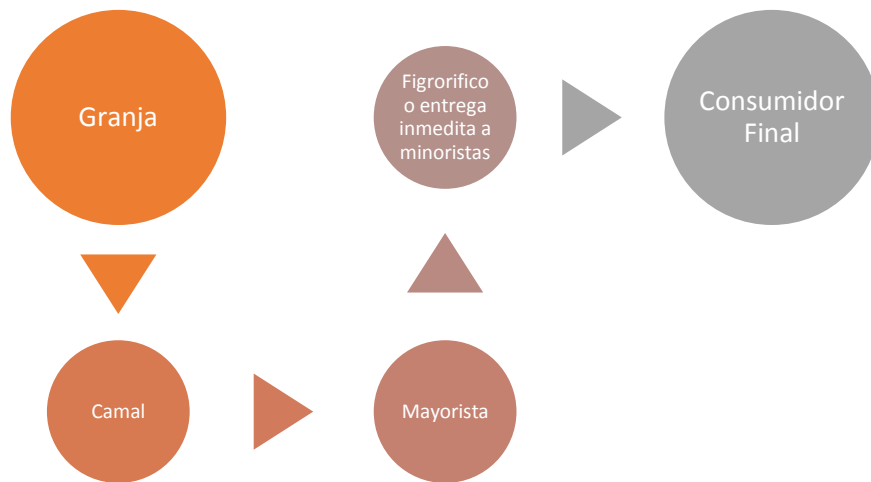 Granja
Camal
Mayorista
Figrorifico
o entrega
inmedita a
minoristas
Consumidor
Final